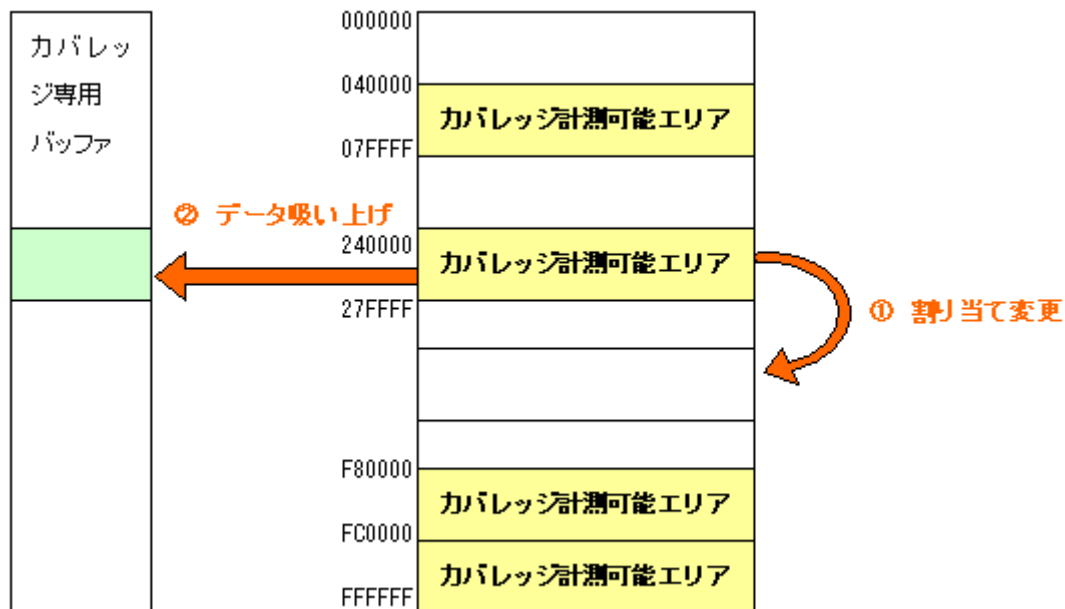 カバレッ
ジ専用
バッファ
000000
040000
カバレッジ計測可能エリア
07FFFF
② データ吸い上げ
240000
カバレッジ計測可能エリア
27FFFF
① 割り当て変更
F80000
カバレッジ計測可能エリア
FC0000
カバレッジ計測可能エリア
FFFFFF